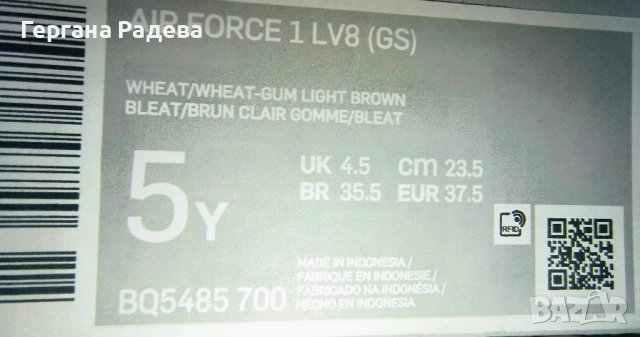 Гергана Радева
AIR FORCE 1 LV8 (GS)
WHEAT/WHEAT-GUM LIGHT BROWN
BLEAT/BRUN CLAIR GOMME/BLEAT
5Y
UK 4.5 cm 23.5
BR 35.5 EUR 37.5
RFID
MADE IN INDONESIA /
FABRIQUE EN INDONESIE /
FABRICADO NA INDONÉSIA /
HECHO EN INDONESIA
BQ5485 700
BAZAR